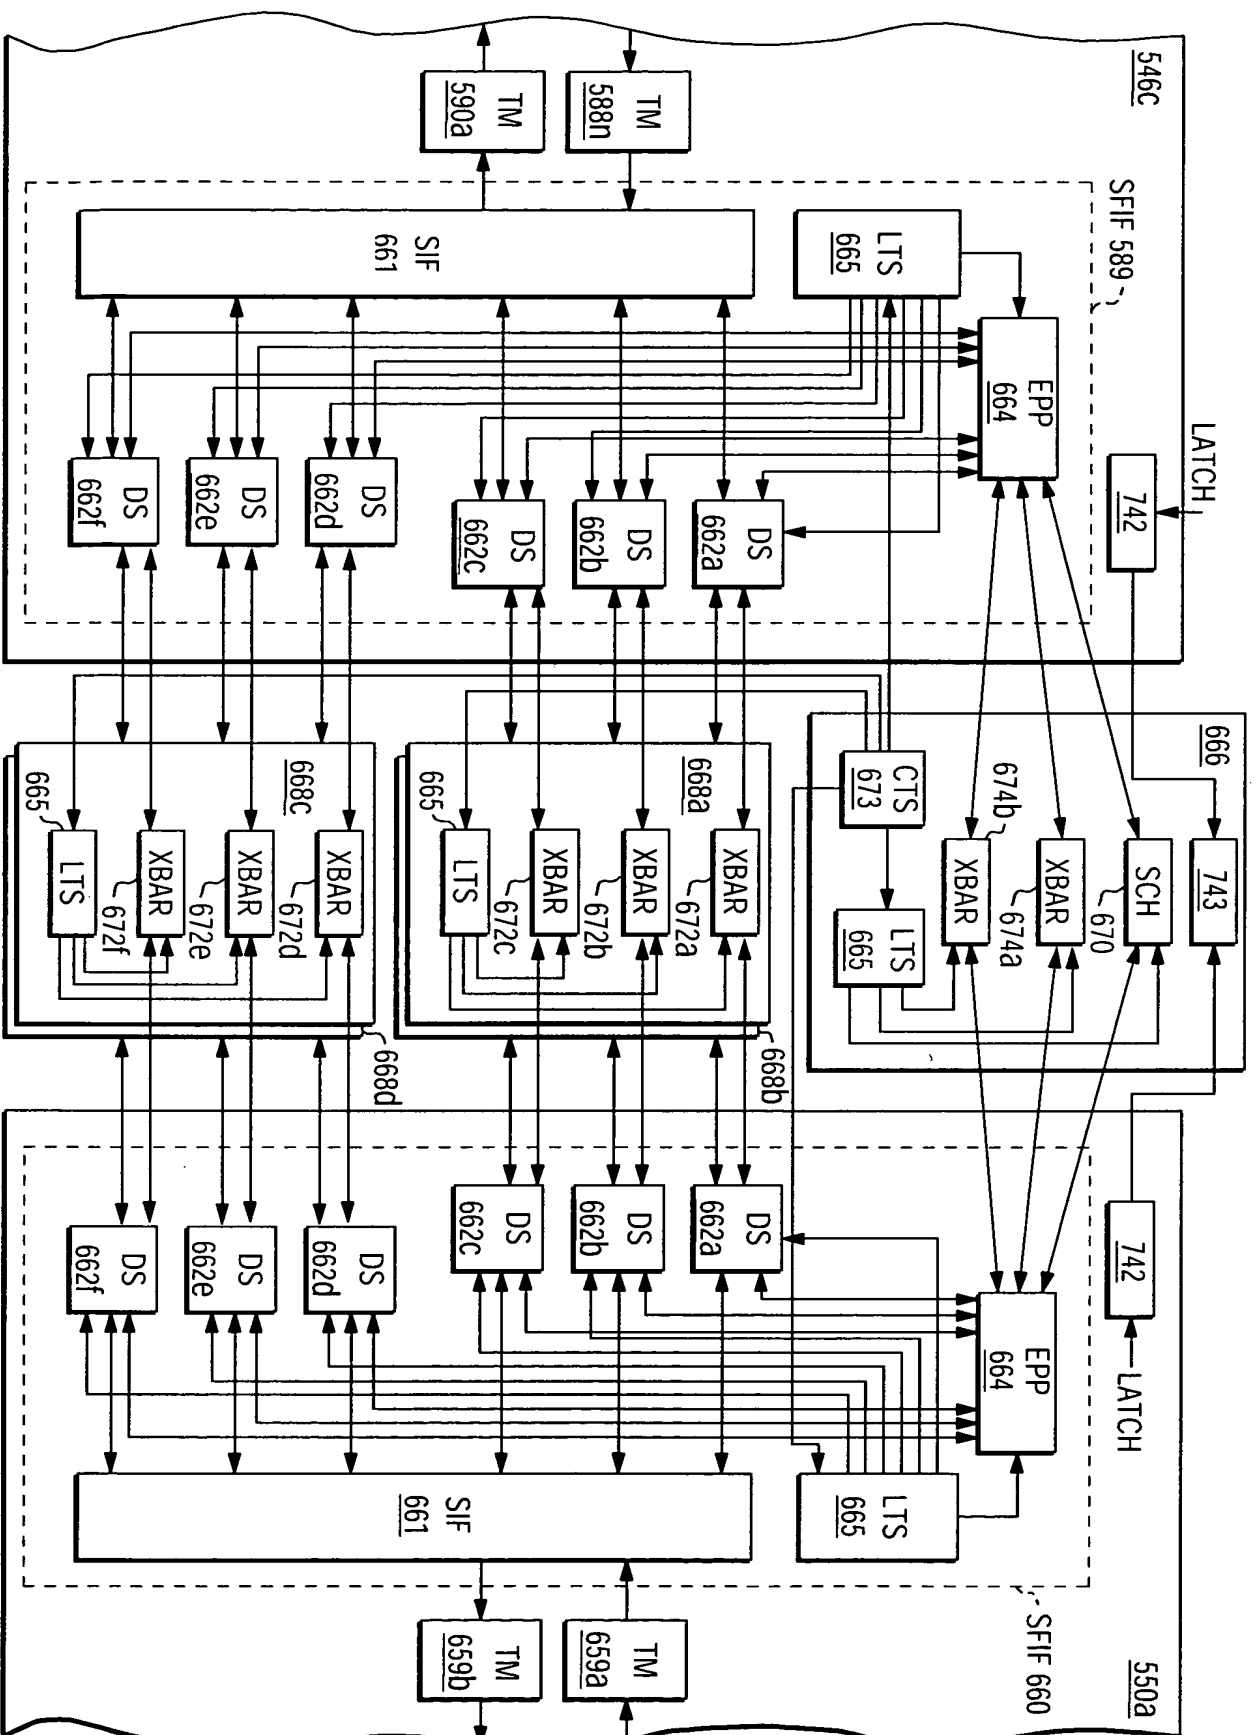 546c
TM
588n
TM
590a
SFIF 589
SIF
661
LTS
665
EPP
664
LATCH
742
DS
662a
DS
662b
DS
662c
DS
662d
DS
662e
DS
662f
666
743
SCH
670
XBAR
674a
XBAR
674b
CTS
673
LTS
665
668a
XBAR
672a
XBAR
672b
XBAR
672c
LTS
665
668b
668c
XBAR
672d
XBAR
672e
XBAR
672f
LTS
665
668d
550a
742
LATCH
EPP
664
LTS
665
DS
662a
DS
662b
DS
662c
DS
662d
DS
662e
DS
662f
SIF
661
SFIF 660
TM
659a
TM
659b